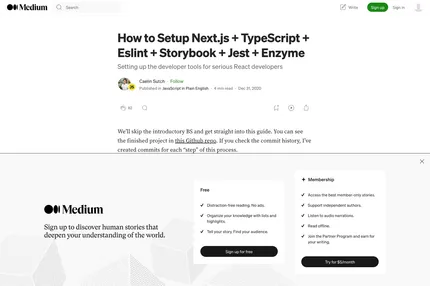 Medium
Search
Write
Sign up
Sign in
How to Setup Next.js + TypeScript +
Eslint + Storybook + Jest + Enzyme
Setting up the developer tools for serious React developers
Caelin Sutch · Follow
Published in JavaScript in Plain English · 4 min read · Dec 31, 2020
We'll skip the introductory BS and get straight into this guide. You can see
the finished project in this Github repo. If you check the commit history, I've
created commits for each "step" of this process.
Medium
Sign up to discover human stories that
deepen your understanding of the world.
Free
Distraction-free reading. No ads.
Organize your knowledge with lists and
highlights.
Tell your story. Find your audience.
Sign up for free
Membership
Access the best member-only stories.
Support independent authors.
Listen to audio narrations.
Read offline.
Join the Partner Program and earn for
your writing.
Try for $5/month